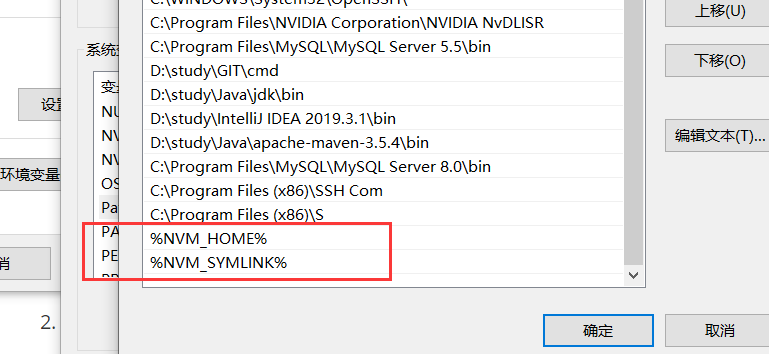 C:\WINDOWS\System32\OpenSSH\
C:\Program Files\NVIDIA Corporation\NVIDIA NvDLISR
上移(U)
C:\Program Files\MySQL\MySQL Server 5.5\bin
系统变
D:\study\GIT\cmd
下移(O)
变量
D:\study\Java\jdk\bin
设置
NU
D:\study\IntelliJ IDEA 2019.3.1\bin
NV
D:\study\Java\apache-maven-3.5.4\bin
编辑文本(T)...
NV
C:\Program Files\MySQL\MySQL Server 8.0\bin
环境变量
OS
C:\Program Files (x86)\SSH Com
Pa
C:\Program Files (x86)\S
PA
%NVM_HOME%
PE
%NVM_SYMLINK%
消
2.
确定
取消